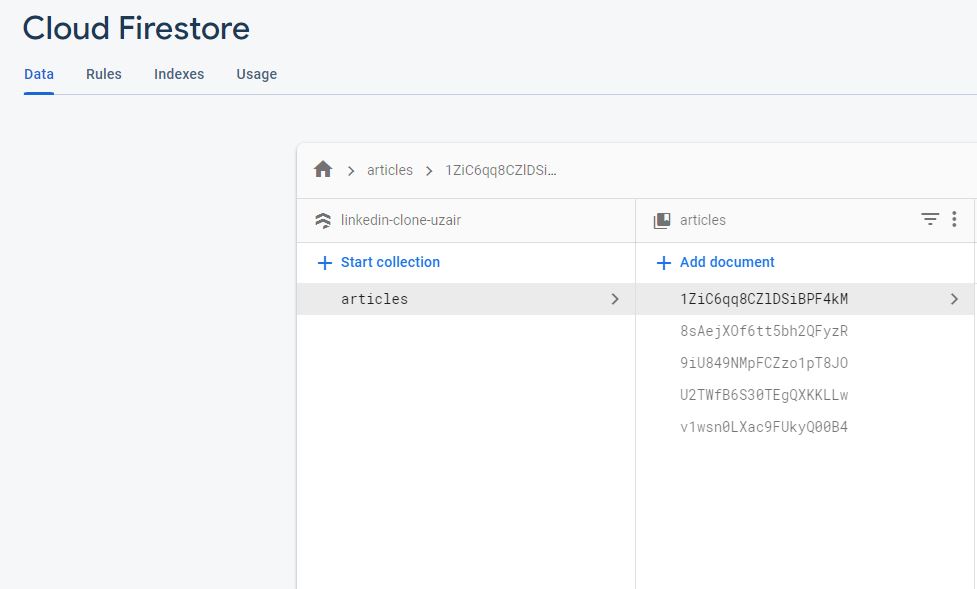 Cloud Firestore
Data Rules Indexes Usage
articles 1ZiC6qq8CZlDSi...
linkedin-clone-uzair
articles
Start collection
Add document
articles
1ZiC6qq8CZlDSiBPF4kM
8sAejXOf6tt5bh2QFyzR
9iU849NMpFCZzo1pT8JO
U2TWfB6S30TEgQXKKLLw
v1wsn0LXac9FUkyQ00B4